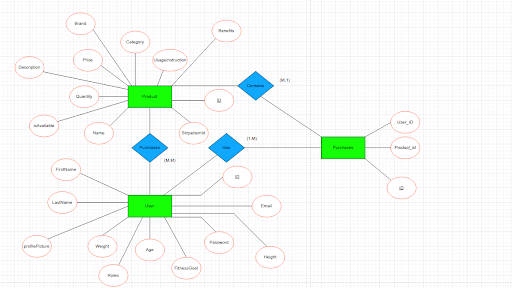 Brand
Benefits
Category
Price
UsageInstruction
Description
Contains
(M,1)
Quantity
Product
ID
isAvailable
User_ID
Name
StripeItemId
(1,M)
Purchases
Has
Purchases
Product_id
(M,M)
FirstName
ID
ID
LastName
User
Email
profilePicture
Weight
Age
Password
Height
Roles
FitnessGoal